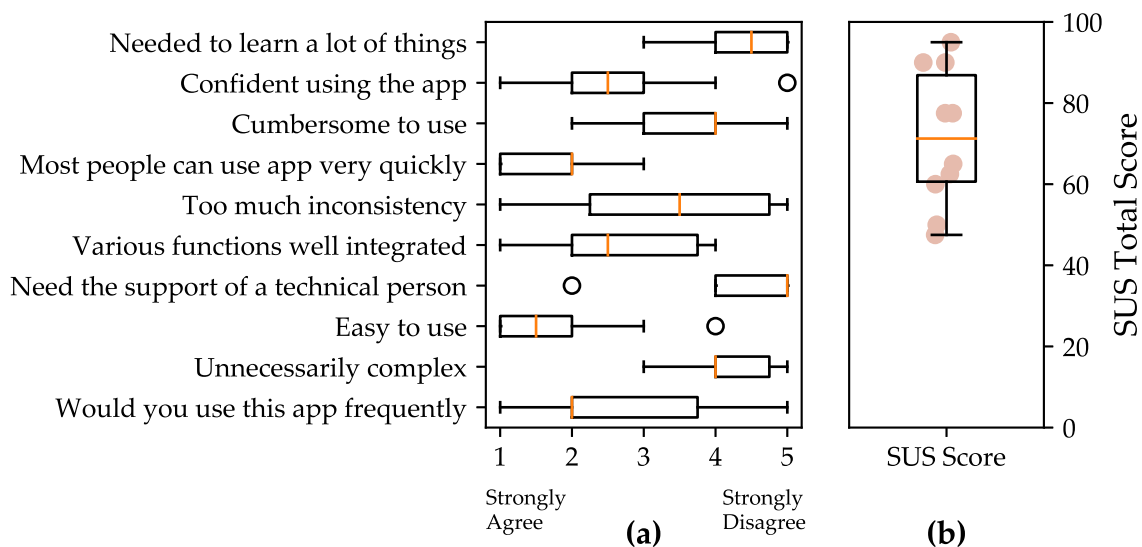 Needed to learn a lot of things
Confident using the app
Cumbersome to use
Most people can use app very quickly
Too much inconsistency
Various functions well integrated
Need the support of a technical person
Easy to use
Unnecessarily complex
Would you use this app frequently
1 2 3 4 5
Strongly
Agree
Strongly
Disagree
(a)
100
80
60
40
20
0
SUS Total Score
SUS Score
(b)